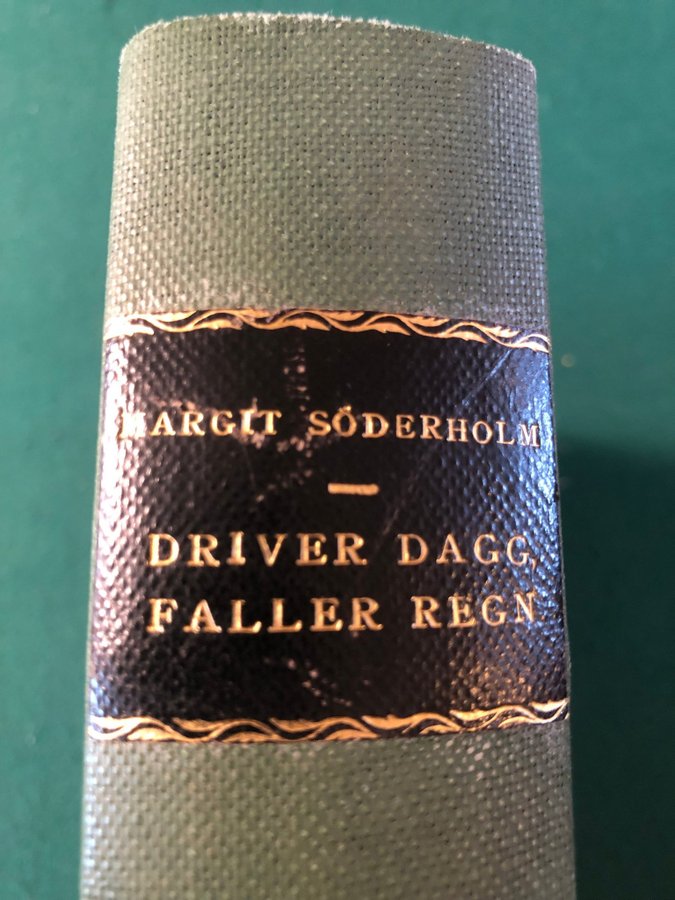 MARGIT SÖDERHOLM
DRIVER DAGG,
FALLER REGN